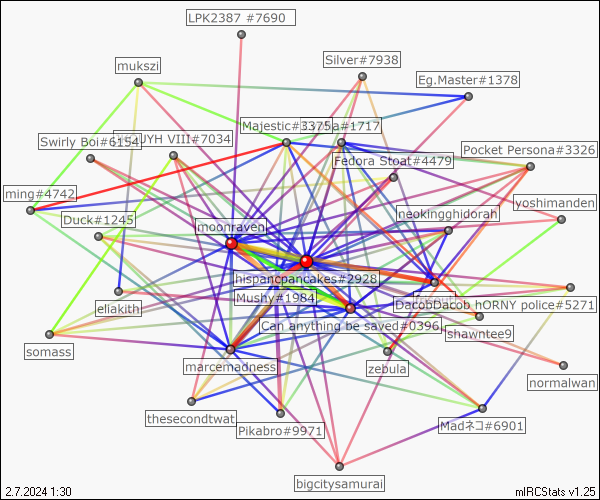 LPK2387 #7690
Silver#7938
mukszi
Eg.Master#1378
Majestic#3375
a#1717
Swirly Boi#6154
UYH VIII#7034
Fedora Stoat#4479
Pocket Persona#3326
ming#4742
Duck#1245
moonraven
neokingghidorah
yoshimanden
hispancpancakes#2928
eliakith
Mushy#1984
DacobDacob hORNY police#5271
Can anything be saved#0396
shawntee9
somass
marcemadness
zebula
normalwan
thesecondtwat
Pikabro#9971
Madネコ#6901
bigcitysamurai
2.7.2024 1:30
mIRCStats v1.25